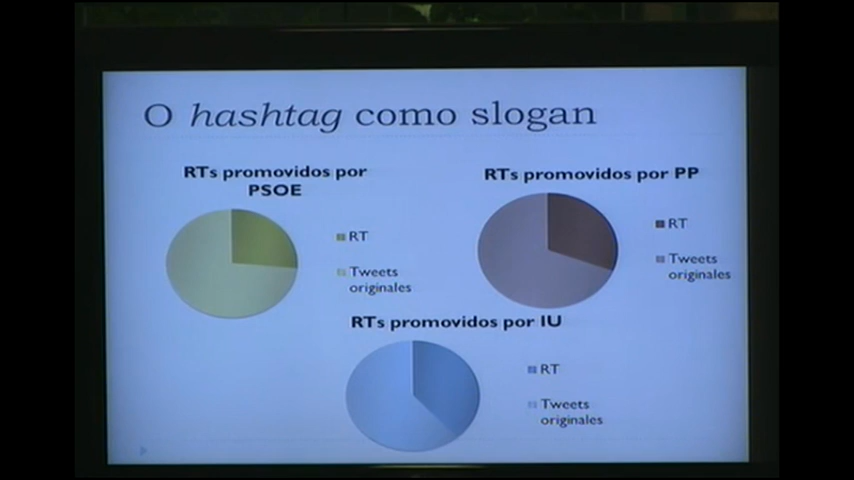 O hashtag como slogan
RTs promovidos por
PSOE
RT
Tweets
originales
RTs promovidos por PP
RT
Tweets
originales
RTs promovidos por IU
RT
Tweets
originales